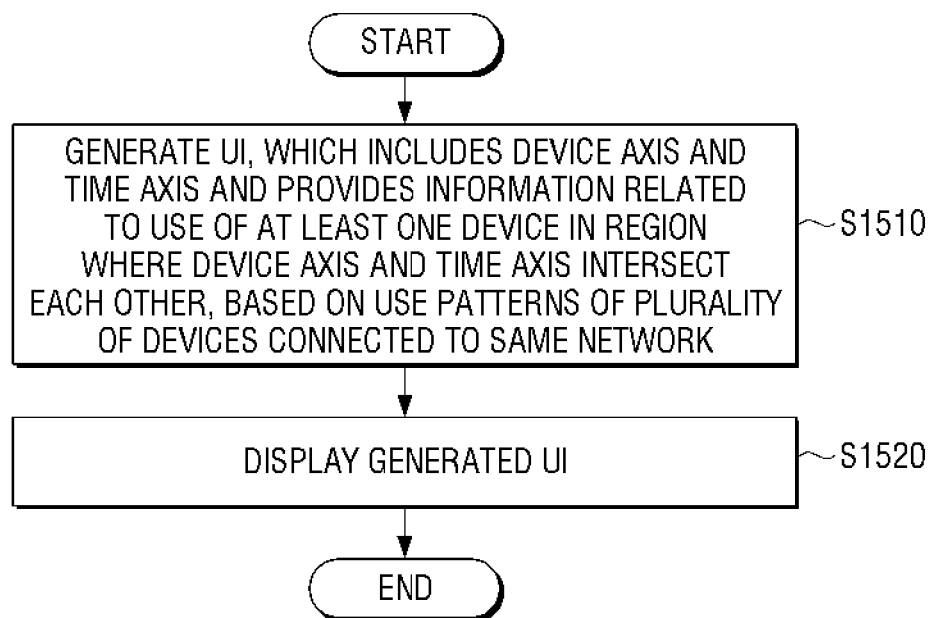 START
GENERATE UI, WHICH INCLUDES DEVICE AXIS AND
TIME AXIS AND PROVIDES INFORMATION RELATED
TO USE OF AT LEAST ONE DEVICE IN REGION
WHERE DEVICE AXIS AND TIME AXIS INTERSECT
EACH OTHER, BASED ON USE PATTERNS OF PLURALITY
OF DEVICES CONNECTED TO SAME NETWORK
S1510
DISPLAY GENERATED UI
S1520
END